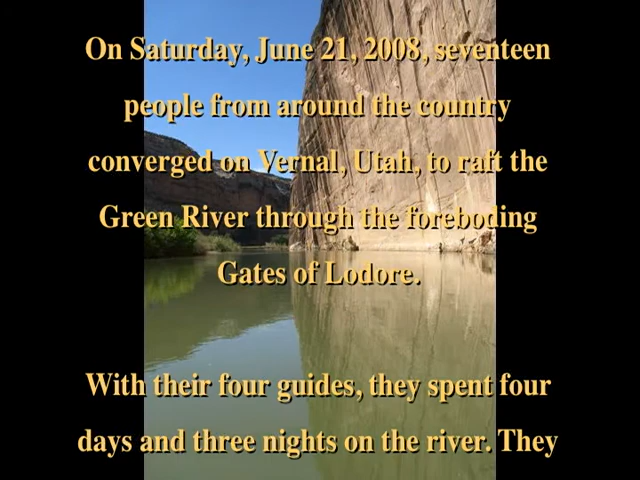 On Saturday, June 21, 2008, seventeen
people from around the country
converged on Vernal, Utah, to raft the
Green River through the foreboding
Gates of Lodore.
With their four guides, they spent four
days and three nights on the river. They